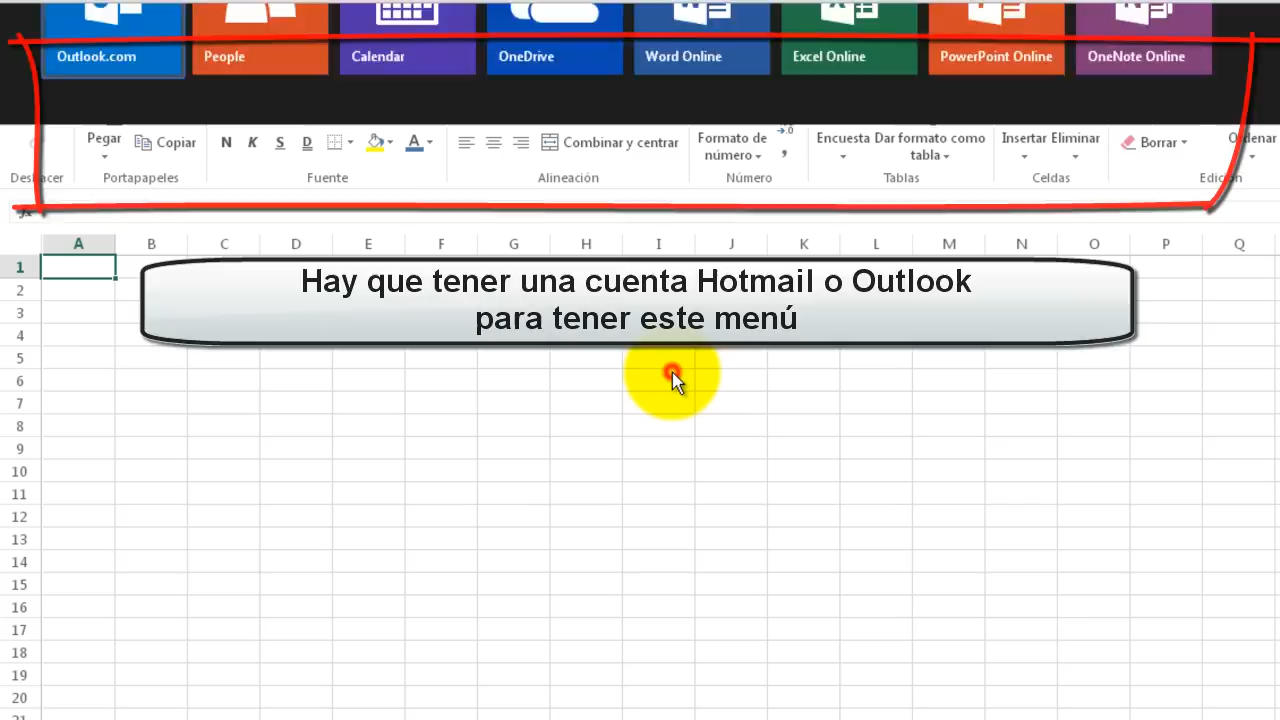 Outlook.com People Calendar OneDrive Word Online Excel Online PowerPoint Online OneNote Online
Pegar Copiar N K S D A Combinar y centrar Formato de número Encuesta Dar formato como tabla Insertar Eliminar Borrar Ordenar
Portapapeles Fuente Alineación Número Tablas Celdas
fx
A B C D E F G H I J K L M N O P Q
1
Hay que tener una cuenta Hotmail o Outlook
2
para tener este menú
3
4
5
6
7
8
9
10
11
12
13
14
15
16
17
18
19
20